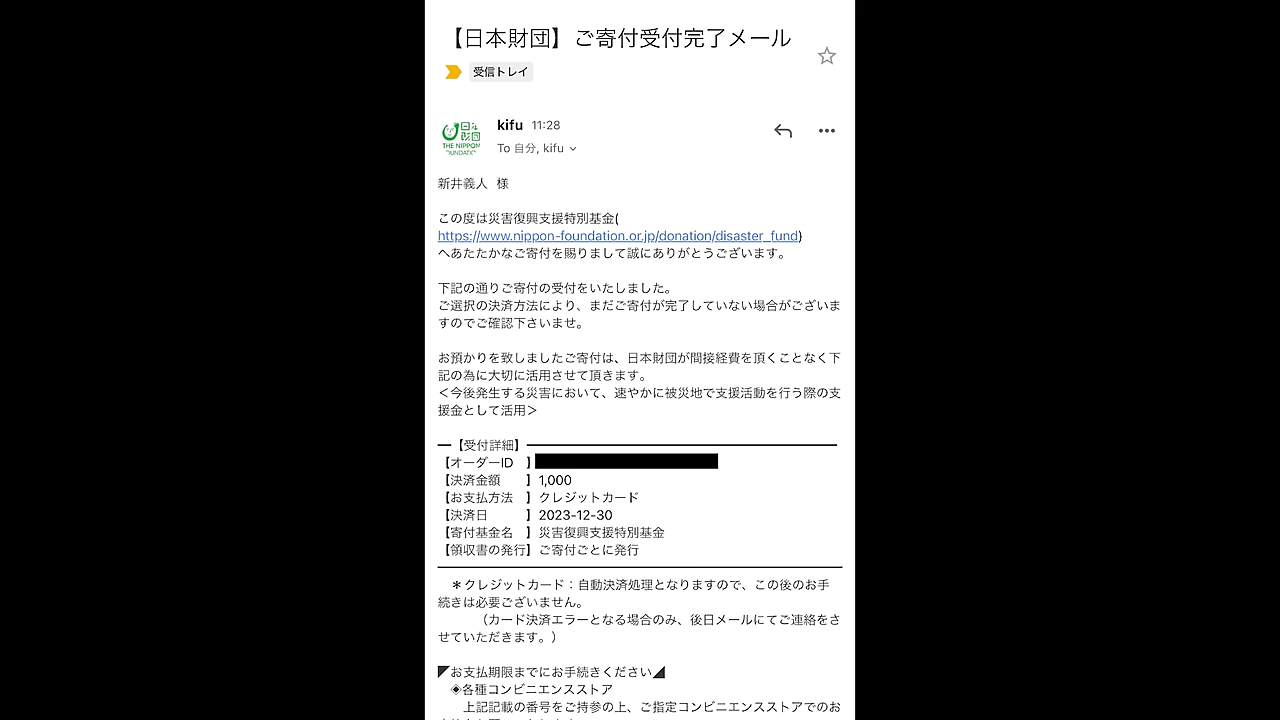 【日本財団】ご寄付受付完了メール
受信トレイ
kifu 11:28
To 自分, kifu
THE NIPPON
新井義人 様
この度は災害復興支援特別基金(
https://www.nippon-foundation.or.jp/donation/disaster_fund)
へあたたかなご寄付を賜りまして誠にありがとうございます。
下記の通りご寄付の受付をいたしました。
ご選択の決済方法により、まだご寄付が完了していない場合がございま
すのでご確認下さいませ。
お預かりを致しましたご寄付は、日本財団が間接経費を頂くことなく下
記の為に大切に活用させて頂きます。
＜今後発生する災害において、速やかに被災地で支援活動を行う際の支
援金として活用＞
━【受付詳細】━━━━━━━━━━━━━━━━━━
【オーダーID　】
【決済金額　　】1,000
【お支払方法　】クレジットカード
【決済日　　　】2023-12-30
【寄付基金名　】災害復興支援特別基金
【領収書の発行】ご寄付ごとに発行
＊クレジットカード：自動決済処理となりますので、この後のお手
続きは必要ございません。
（カード決済エラーとなる場合のみ、後日メールにてご連絡をさ
せていただきます。）
◤お支払期限までにお手続きください◢
◈各種コンビニエンスストア
上記記載の番号をご持参の上、ご指定コンビニエンスストアでのお